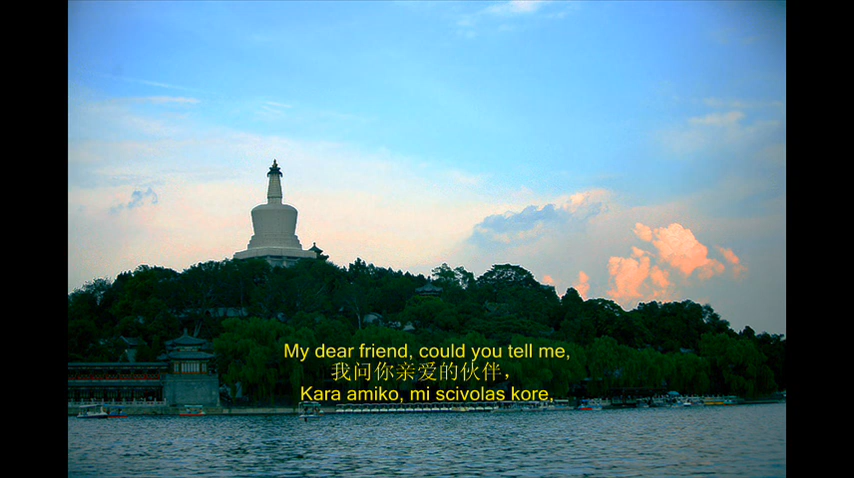 My dear friend, could you tell me,
我问你亲爱的伙伴，
Kara amiko, mi scivolas kore,